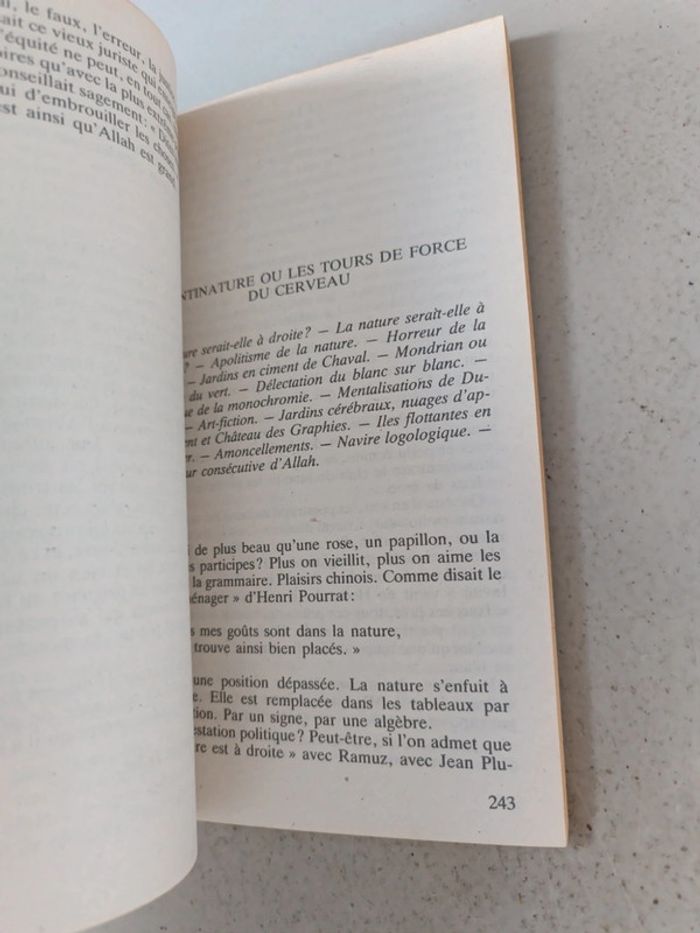 le faux, l'erreur, la
ait ce vieux juriste qui
l'équité ne peut, en tout
ires qu'avec la plus
onseillait sagement: «
ui d'embrouiller les
est ainsi qu'Allah est grand
NTINATURE OU LES TOURS DE FORCE
DU CERVEAU
ure serait-elle à droite? — La nature serait-elle à
? — Apolitisme de la nature. — Horreur de la
— Jardins en ciment de Chaval. — Mondrian ou
du vert. — Délectation du blanc sur blanc. —
ue de la monochromie. — Mentalisations de Du-
— Art-fiction. — Jardins cérébraux, nuages d'ap-
nt et Château des Graphies. — Iles flottantes en
er. — Amoncellements. — Navire logologique. —
ur consécutive d'Allah.
de plus beau qu'une rose, un papillon, ou la
s participes? Plus on vieillit, plus on aime les
la grammaire. Plaisirs chinois. Comme disait le
énager » d'Henri Pourrat:
s mes goûts sont dans la nature,
trouve ainsi bien placés. »
une position dépassée. La nature s'enfuit à
e. Elle est remplacée dans les tableaux par
tion. Par un signe, par une algèbre.
estation politique? Peut-être, si l'on admet que
re est à droite » avec Ramuz, avec Jean Plu-
243